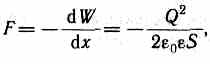 F = − dW/dx = − Q²/2ε₀εS,